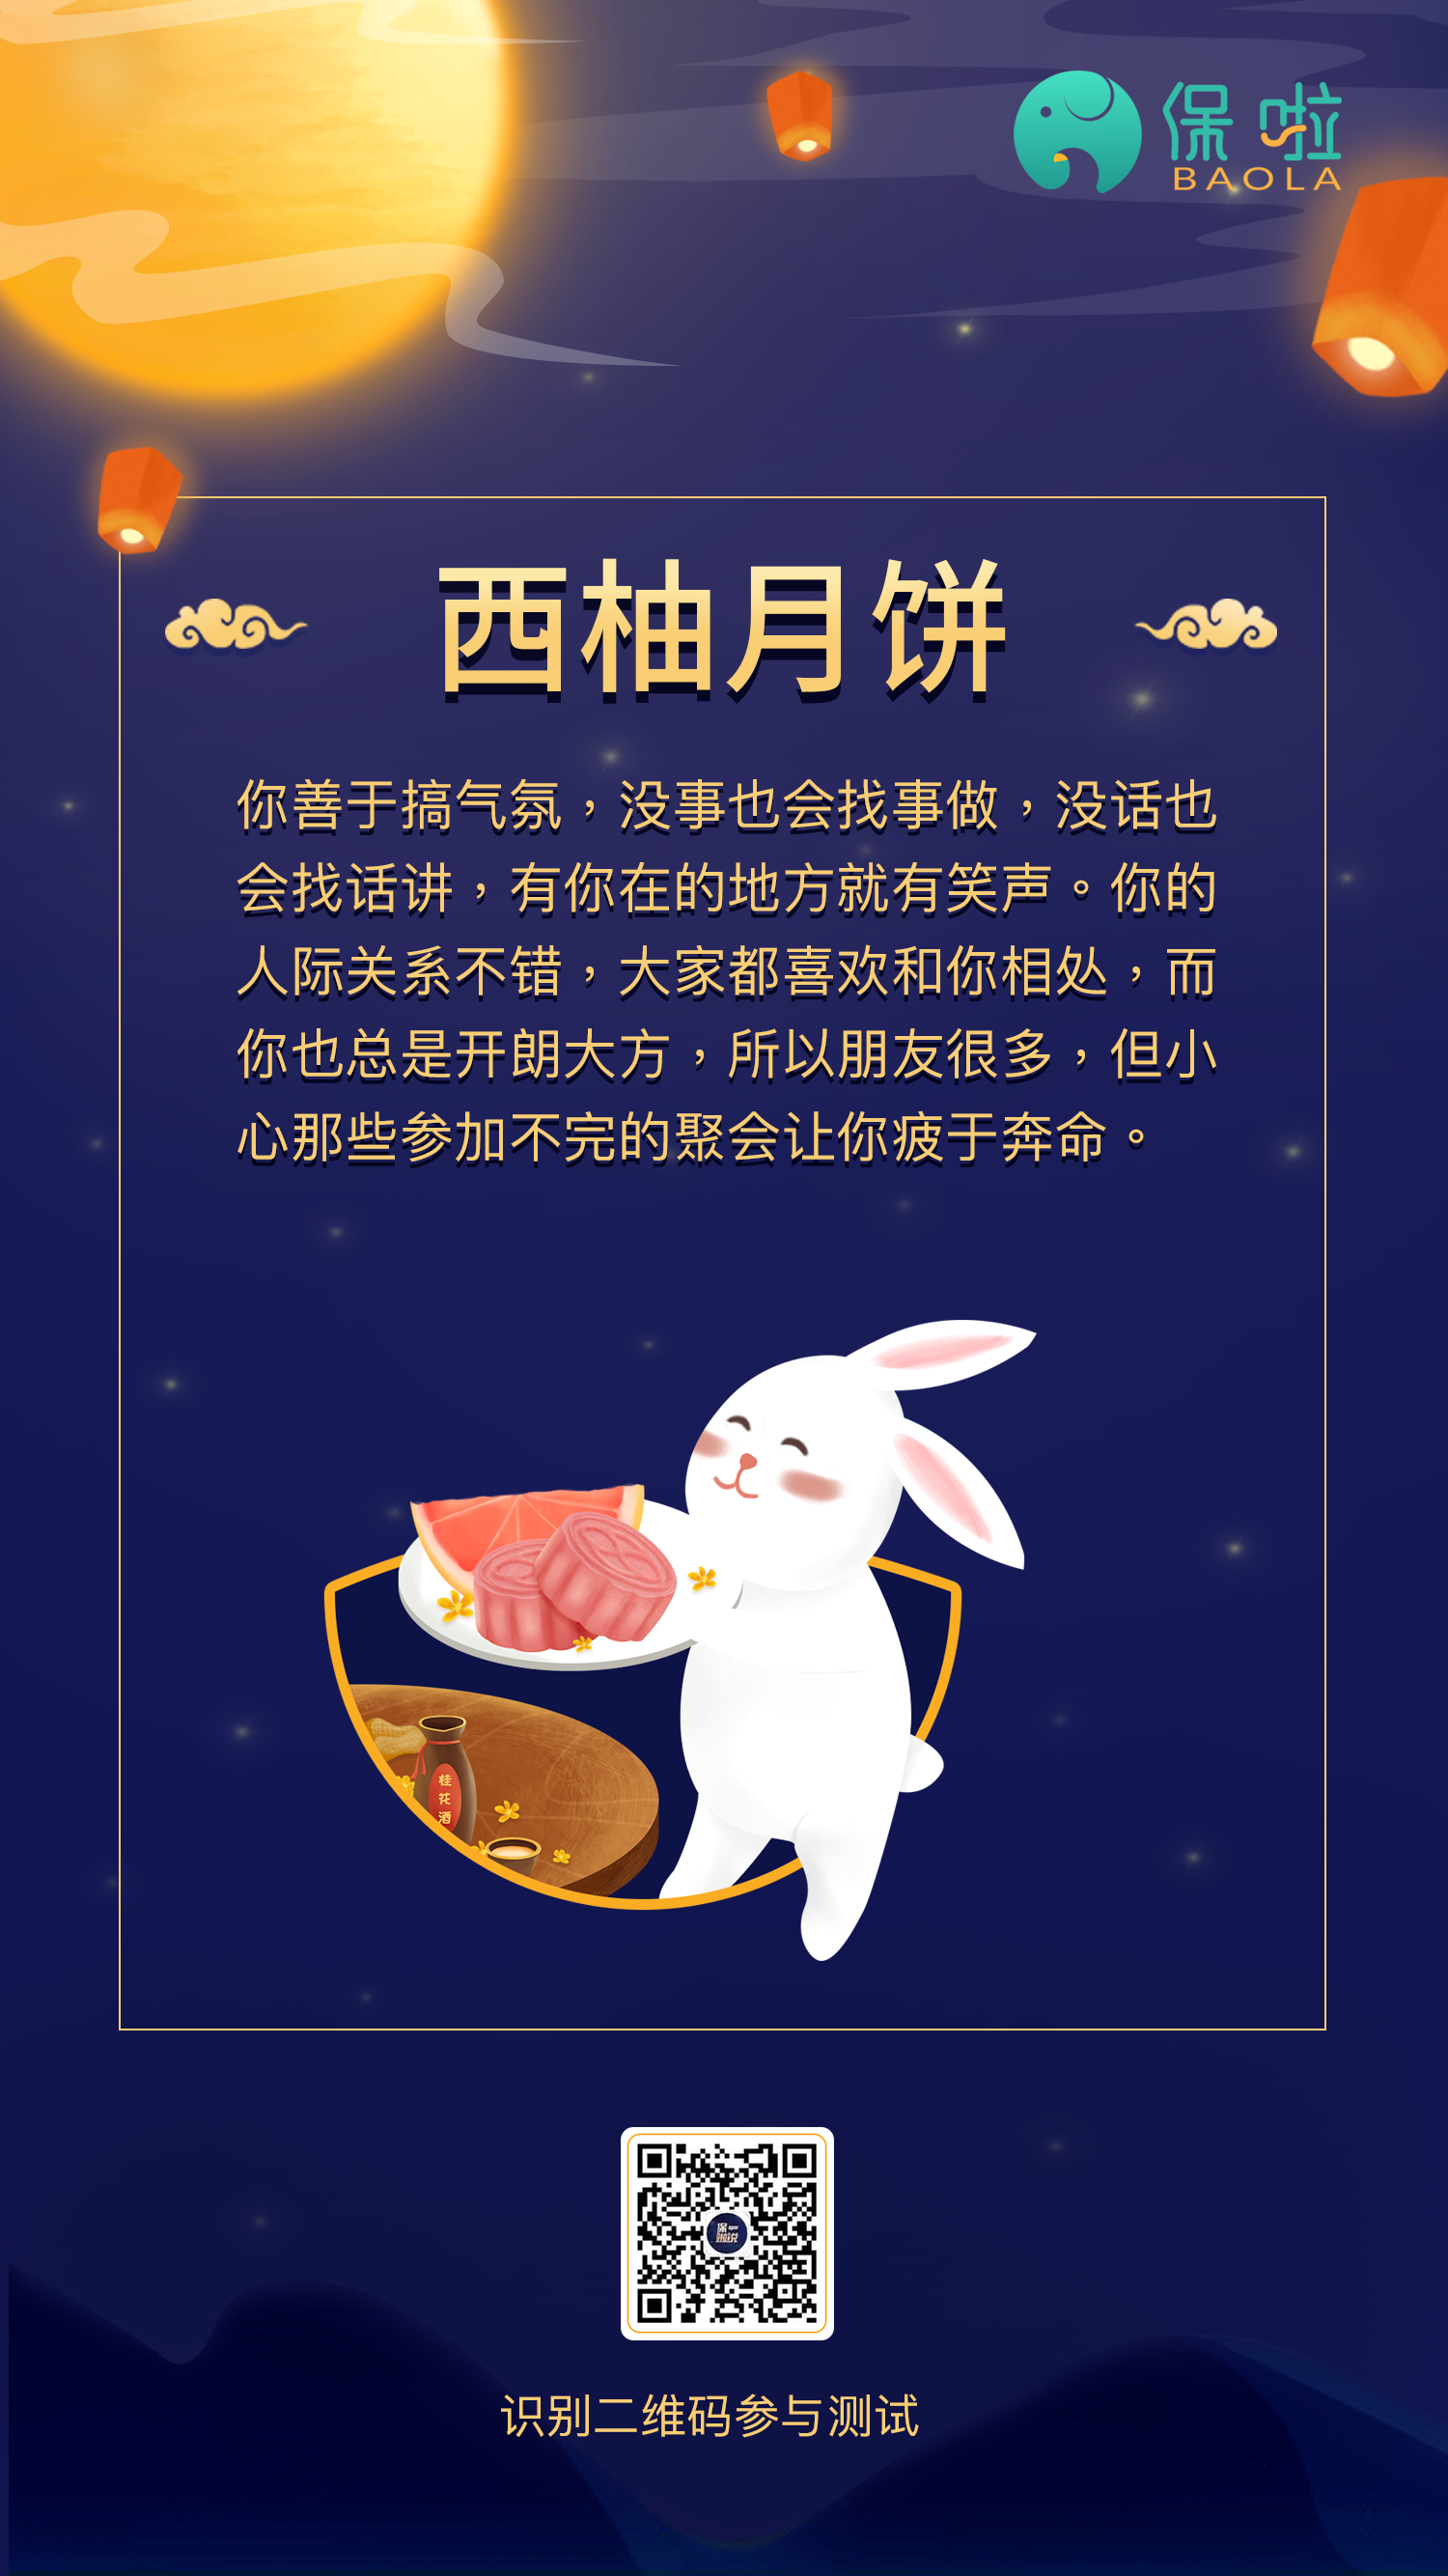 保啦
BAOLA
西柚月饼
你善于搞气氛，没事也会找事做，没话也
会找话讲，有你在的地方就有笑声。你的
人际关系不错，大家都喜欢和你相处，而
你也总是开朗大方，所以朋友很多，但小
心那些参加不完的聚会让你疲于奔命。
桂花酒
保一
啦说
识别二维码参与测试